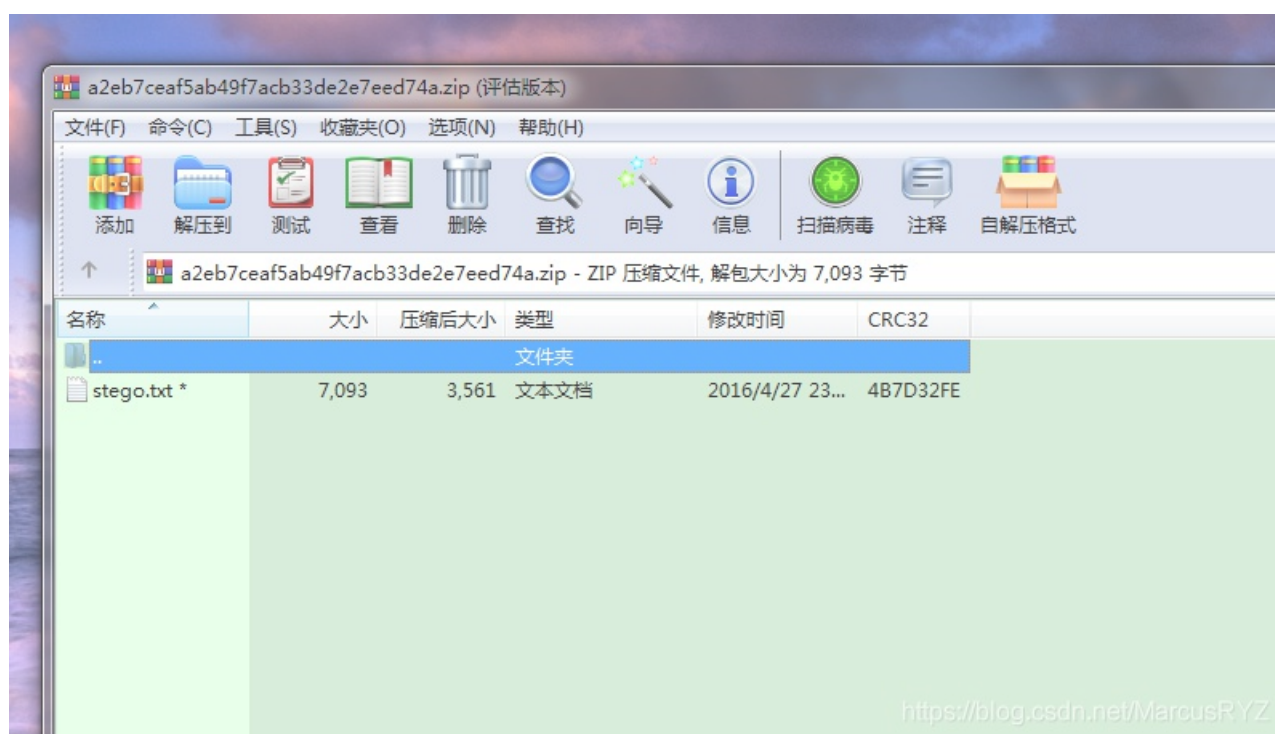 a2eb7ceaf5ab49f7acb33de2e7eed74a.zip (评估版本)
文件(F) 命令(C) 工具(S) 收藏夹(O) 选项(N) 帮助(H)
添加 解压到 测试 查看 删除 查找 向导 信息 扫描病毒 注释 自解压格式
a2eb7ceaf5ab49f7acb33de2e7eed74a.zip - ZIP 压缩文件, 解包大小为 7,093 字节
名称 大小 压缩后大小 类型 修改时间 CRC32
.. 文件夹
stego.txt * 7,093 3,561 文本文档 2016/4/27 23... 4B7D32FE
https://blog.csdn.net/MarcusRYZ